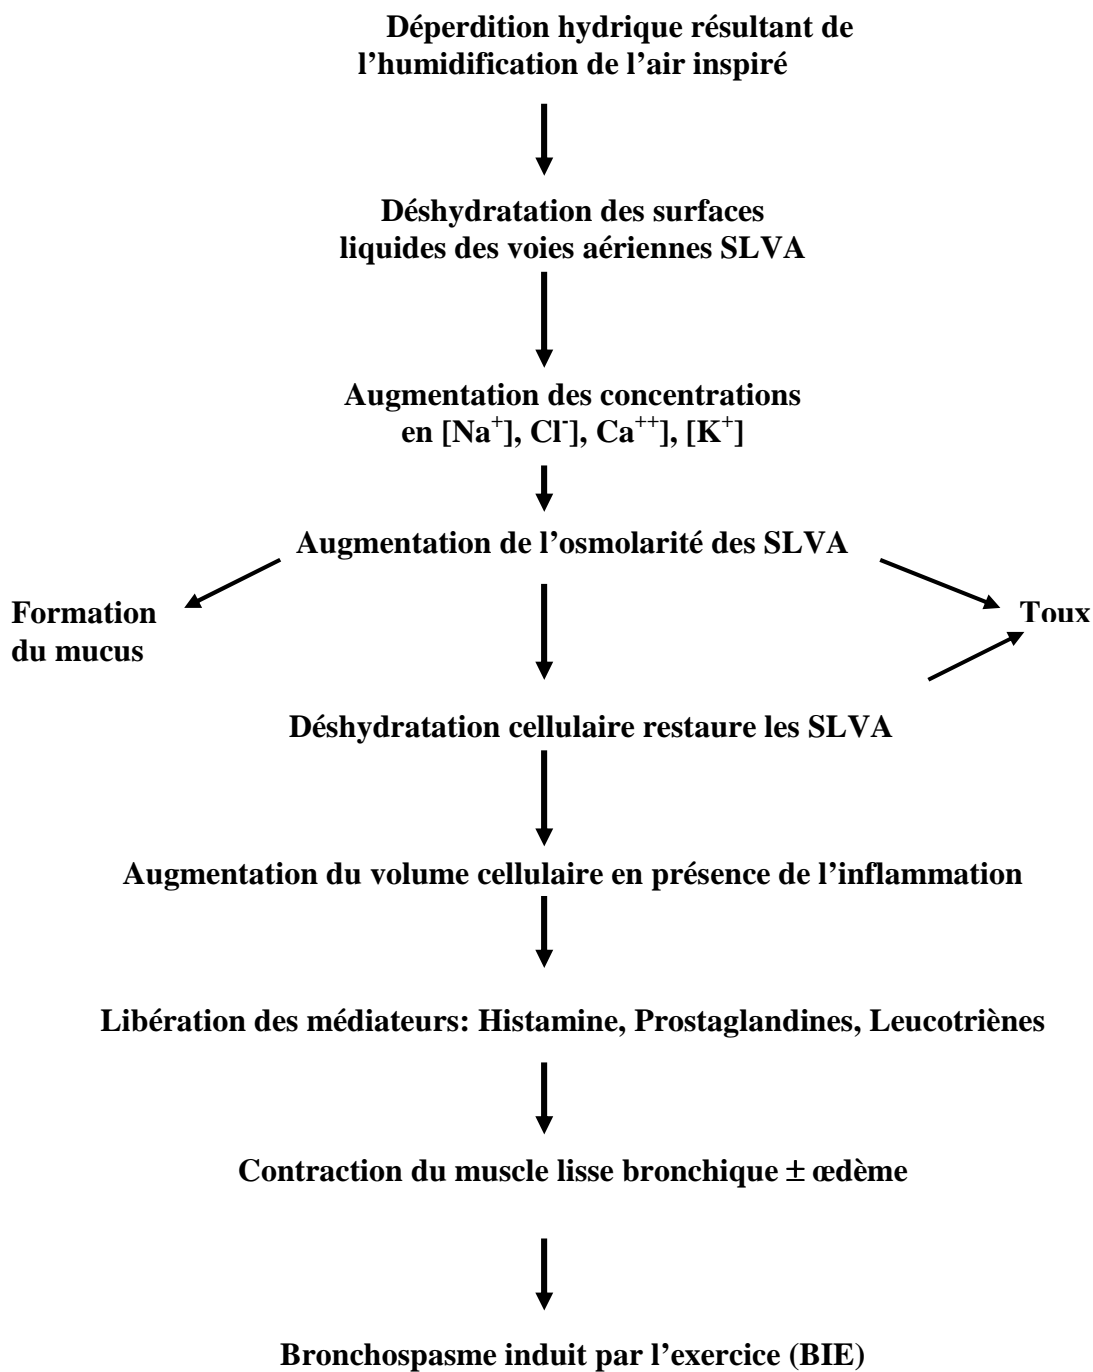 Déperdition hydrique résultant de
l’humidification de l’air inspiré
Déshydratation des surfaces
liquides des voies aériennes SLVA
Augmentation des concentrations
en [Na⁺], Cl⁻], Ca⁺⁺], [K⁺]
Augmentation de l’osmolarité des SLVA
Formation
du mucus
Toux
Déshydratation cellulaire restaure les SLVA
Augmentation du volume cellulaire en présence de l’inflammation
Libération des médiateurs: Histamine, Prostaglandines, Leucotriènes
Contraction du muscle lisse bronchique ± œdème
Bronchospasme induit par l’exercice (BIE)